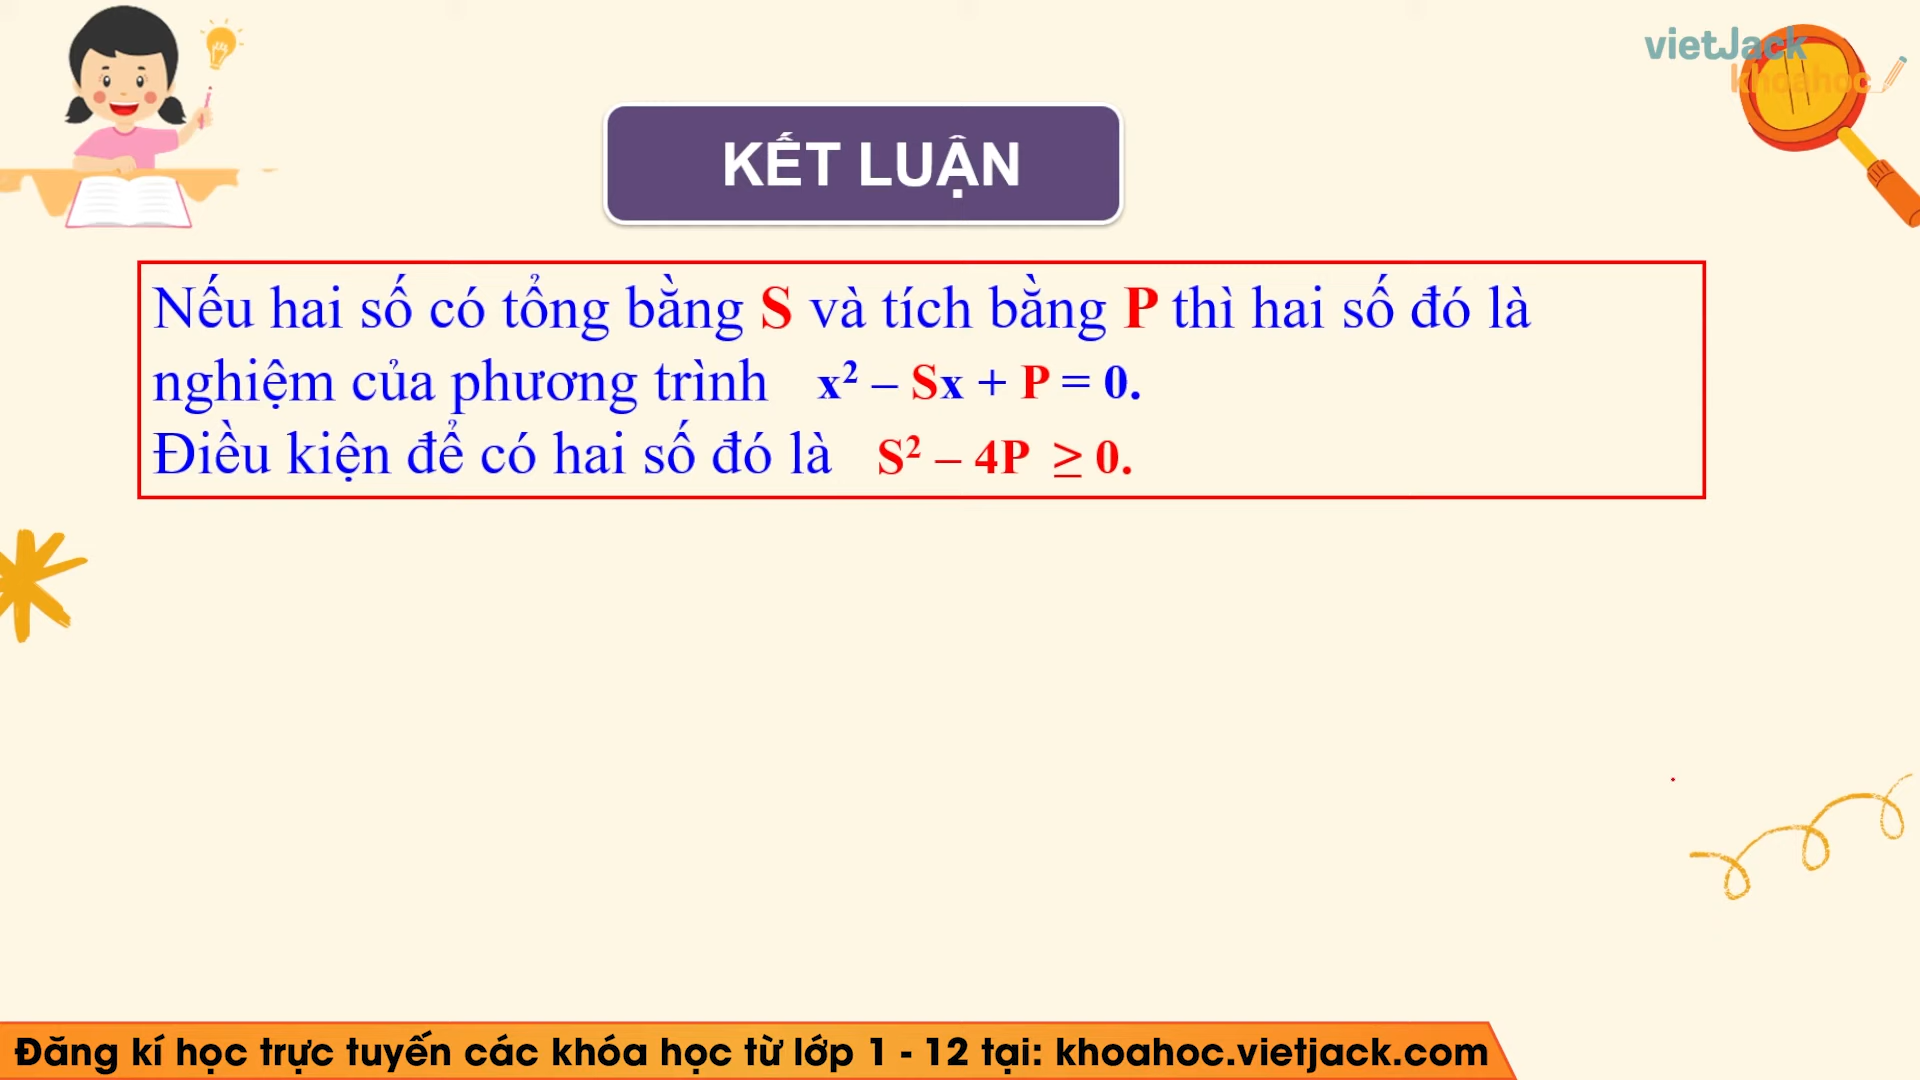 vietJack
khoahoc
KẾT LUẬN
Nếu hai số có tổng bằng S và tích bằng P thì hai số đó là
nghiệm của phương trình x² – Sx + P = 0.
Điều kiện để có hai số đó là S² – 4P ≥ 0.
Đăng kí học trực tuyến các khóa học từ lớp 1 - 12 tại: khoahoc.vietjack.com